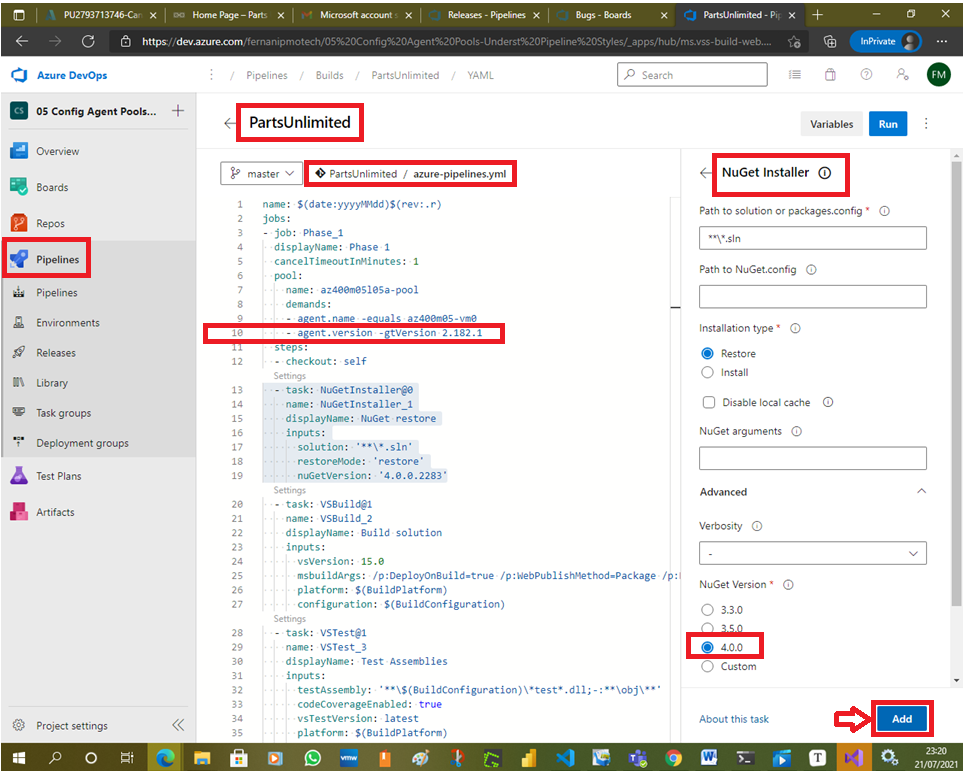 PU2793713746-Car
Home Page – Parts
Microsoft account s
Releases - Pipelines
Bugs - Boards
PartsUnlimited - Pip
https://dev.azure.com/fernanipmotech/05%20Config%20Agent%20Pools-Underst%20Pipeline%20Styles/_apps/hub/ms.vss-build-web....
InPrivate
Azure DevOps
/ Pipelines / Builds / PartsUnlimited / YAML
Search
FM
CS
05 Config Agent Pools...
Overview
Boards
Repos
Pipelines
Pipelines
Environments
Releases
Library
Task groups
Deployment groups
Test Plans
Artifacts
Project settings
PartsUnlimited
Variables
Run
master
PartsUnlimited / azure-pipelines.yml
1 name: $(date:yyyyMMdd)$(rev:.r)
2 jobs:
3 - job: Phase_1
4 displayName: Phase 1
5 cancelTimeoutInMinutes: 1
6 pool:
7 name: az400m05l05a-pool
8 demands:
9 - agent.name -equals az400m05-vm0
10 - agent.version -gtVersion 2.182.1
11 steps:
12 - checkout: self
Settings
13 - task: NuGetInstaller@0
14 name: NuGetInstaller_1
15 displayName: NuGet restore
16 inputs:
17 solution: '**\*.sln'
18 restoreMode: 'restore'
19 nuGetVersion: '4.0.0.2283'
Settings
20 - task: VSBuild@1
21 name: VSBuild_2
22 displayName: Build solution
23 inputs:
24 vsVersion: 15.0
25 msbuildArgs: /p:DeployOnBuild=true /p:WebPublishMethod=Package /p:
26 platform: $(BuildPlatform)
27 configuration: $(BuildConfiguration)
Settings
28 - task: VSTest@1
29 name: VSTest_3
30 displayName: Test Assemblies
31 inputs:
32 testAssembly: '**\$(BuildConfiguration)\*test*.dll;-:**\obj\**'
33 codeCoverageEnabled: true
34 vsTestVersion: latest
35 platform: $(BuildPlatform)
NuGet Installer
Path to solution or packages.config *
**\*.sln
Path to NuGet.config
Installation type *
Restore
Install
Disable local cache
NuGet arguments
Advanced
Verbosity
-
NuGet Version *
3.3.0
3.5.0
4.0.0
Custom
About this task
Add
vmw
W
T
23:20
21/07/2021